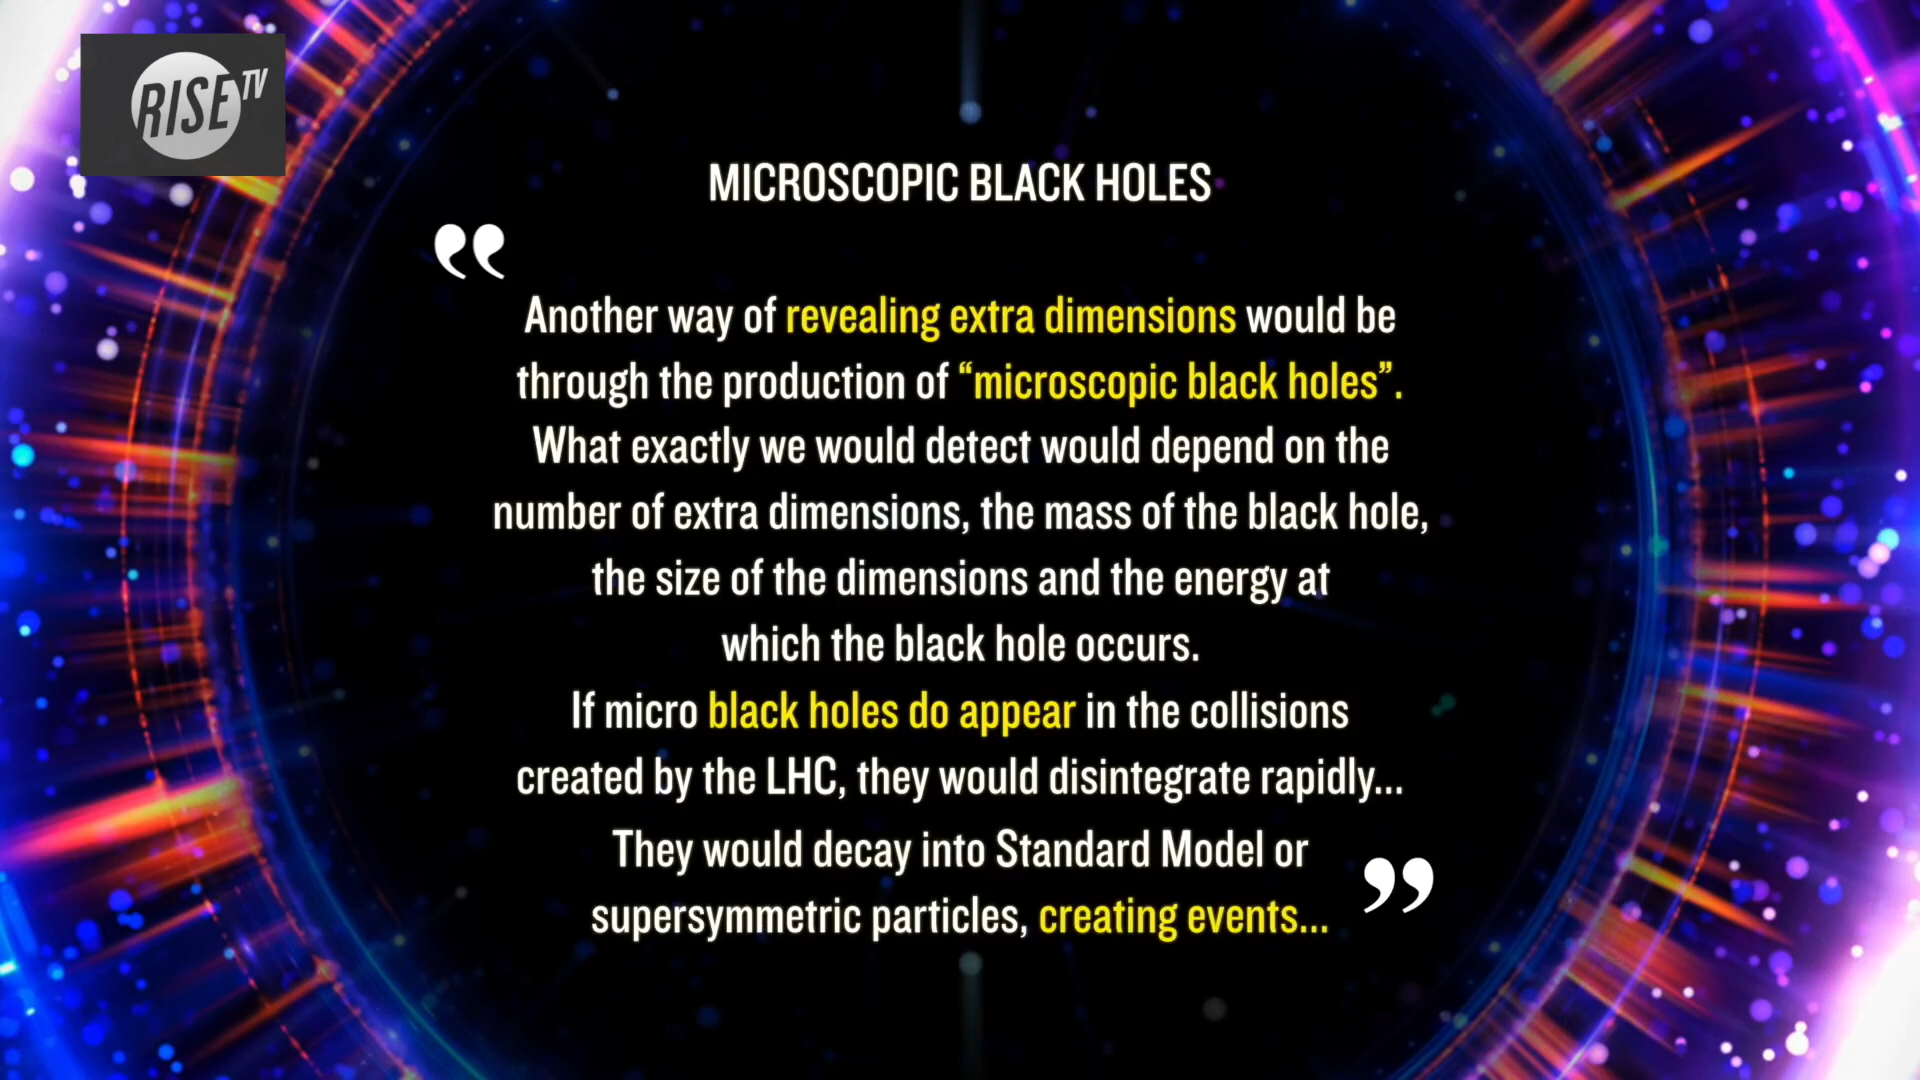 RISE TV
MICROSCOPIC BLACK HOLES
“
Another way of revealing extra dimensions would be
through the production of “microscopic black holes”.
What exactly we would detect would depend on the
number of extra dimensions, the mass of the black hole,
the size of the dimensions and the energy at
which the black hole occurs.
If micro black holes do appear in the collisions
created by the LHC, they would disintegrate rapidly...
They would decay into Standard Model or
supersymmetric particles, creating events...
”